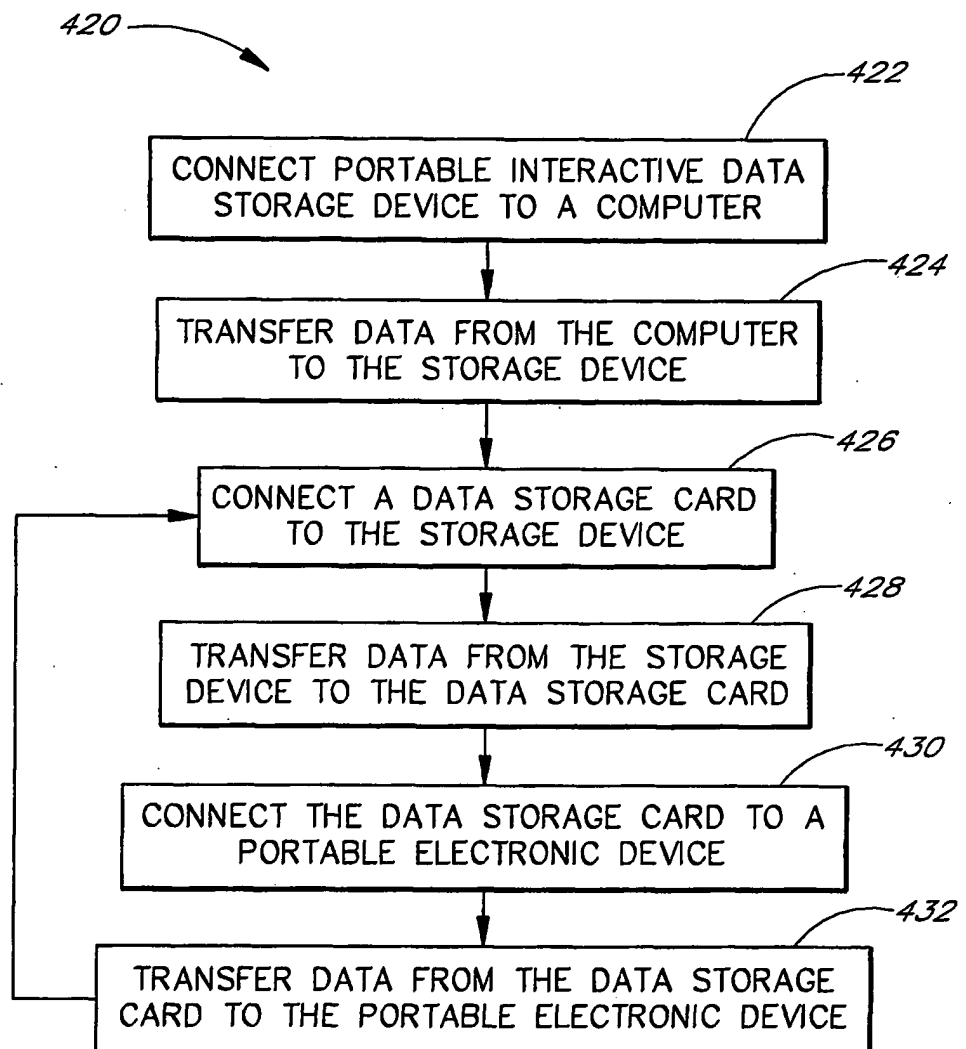 420
422
CONNECT PORTABLE INTERACTIVE DATA
STORAGE DEVICE TO A COMPUTER
424
TRANSFER DATA FROM THE COMPUTER
TO THE STORAGE DEVICE
426
CONNECT A DATA STORAGE CARD
TO THE STORAGE DEVICE
428
TRANSFER DATA FROM THE STORAGE
DEVICE TO THE DATA STORAGE CARD
430
CONNECT THE DATA STORAGE CARD TO A
PORTABLE ELECTRONIC DEVICE
432
TRANSFER DATA FROM THE DATA STORAGE
CARD TO THE PORTABLE ELECTRONIC DEVICE